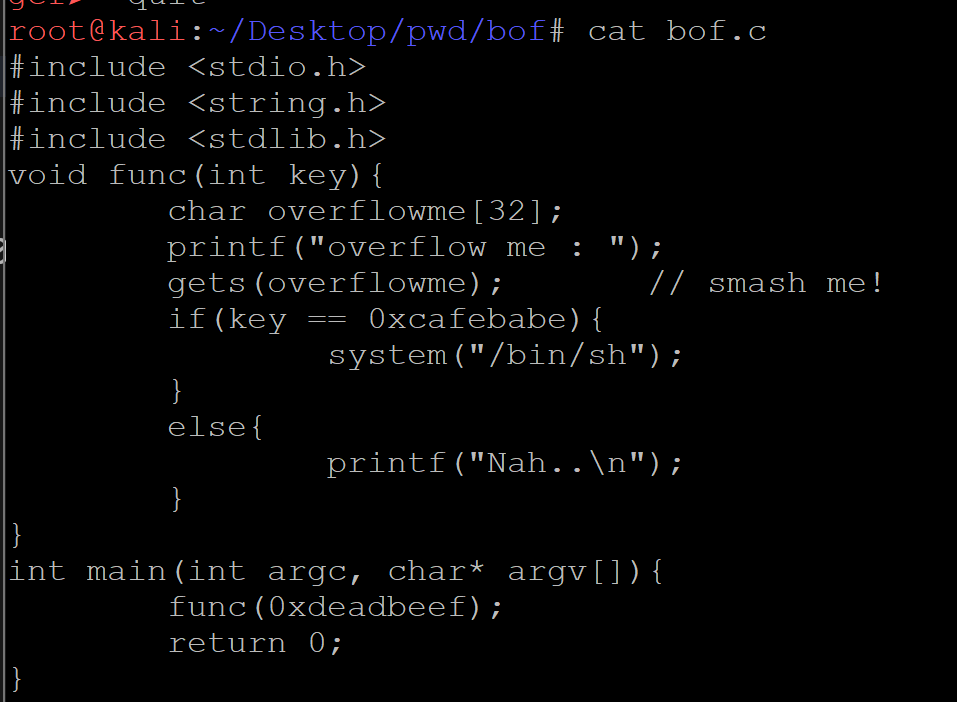 gef➤  quit
root@kali:~/Desktop/pwd/bof# cat bof.c
#include <stdio.h>
#include <string.h>
#include <stdlib.h>
void func(int key){
        char overflowme[32];
        printf("overflow me : ");
        gets(overflowme);       // smash me!
        if(key == 0xcafebabe){
                system("/bin/sh");
        }
        else{
                printf("Nah..\n");
        }
}
int main(int argc, char* argv[]){
        func(0xdeadbeef);
        return 0;
}